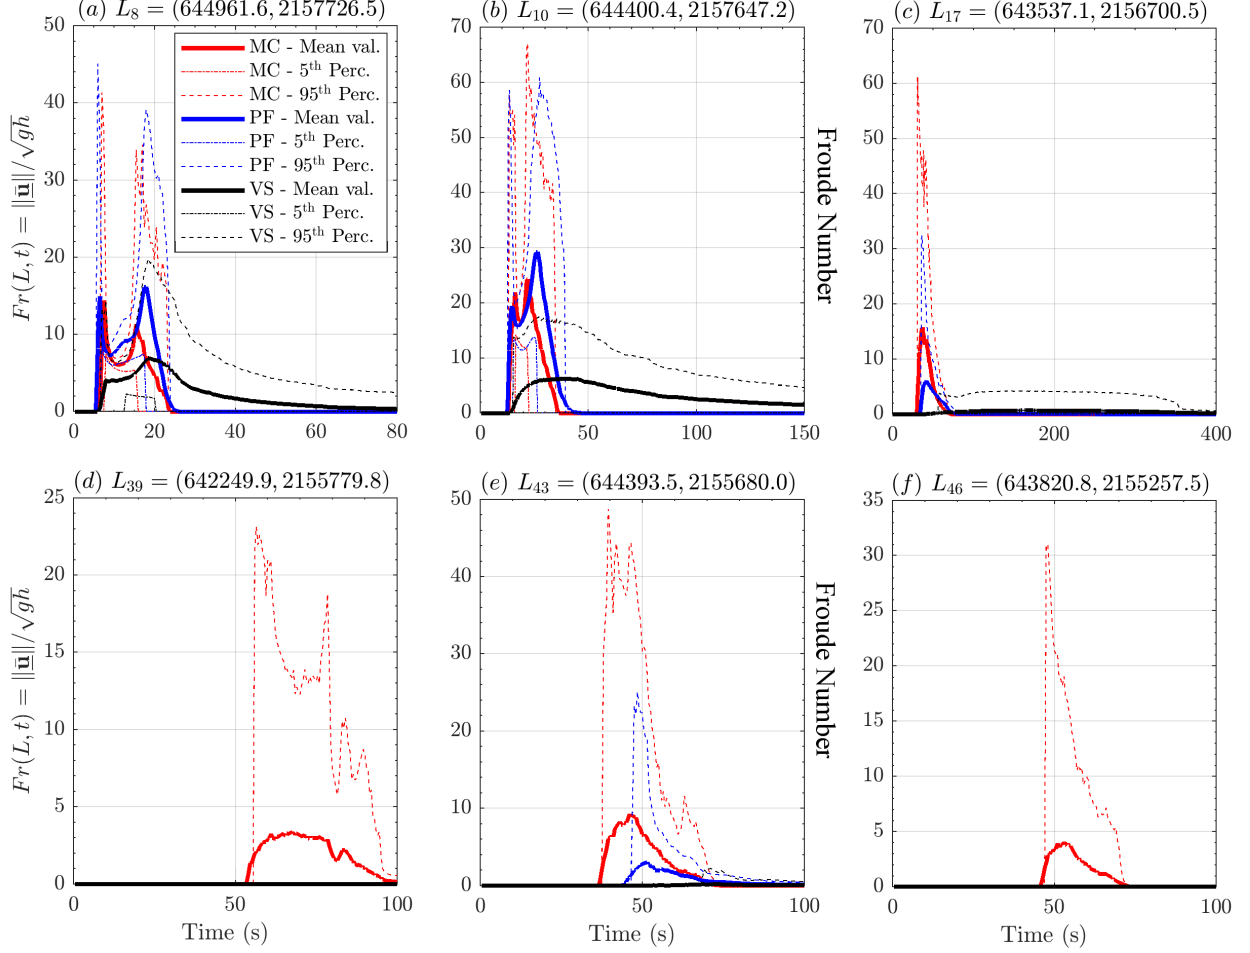 (a) L8 = (644961.6, 2157726.5)
(b) L10 = (644400.4, 2157647.2)
(c) L17 = (643537.1, 2156700.5)
Fr(L, t) = ||ū||/√gh
50
40
30
20
10
0
0 20 40 60 80
MC - Mean val.
MC - 5th Perc.
MC - 95th Perc.
PF - Mean val.
PF - 5th Perc.
PF - 95th Perc.
VS - Mean val.
VS - 5th Perc.
VS - 95th Perc.
70
60
50
40
30
20
10
0
0 50 100 150
Froude Number
70
60
50
40
30
20
10
0
0 200 400
(d) L39 = (642249.9, 2155779.8)
(e) L43 = (644393.5, 2155680.0)
(f) L46 = (643820.8, 2155257.5)
Fr(L, t) = ||ū||/√gh
25
20
15
10
5
0
0 50 100
Time (s)
50
40
30
20
10
0
0 50 100
Time (s)
Froude Number
35
30
25
20
15
10
5
0
0 50 100
Time (s)